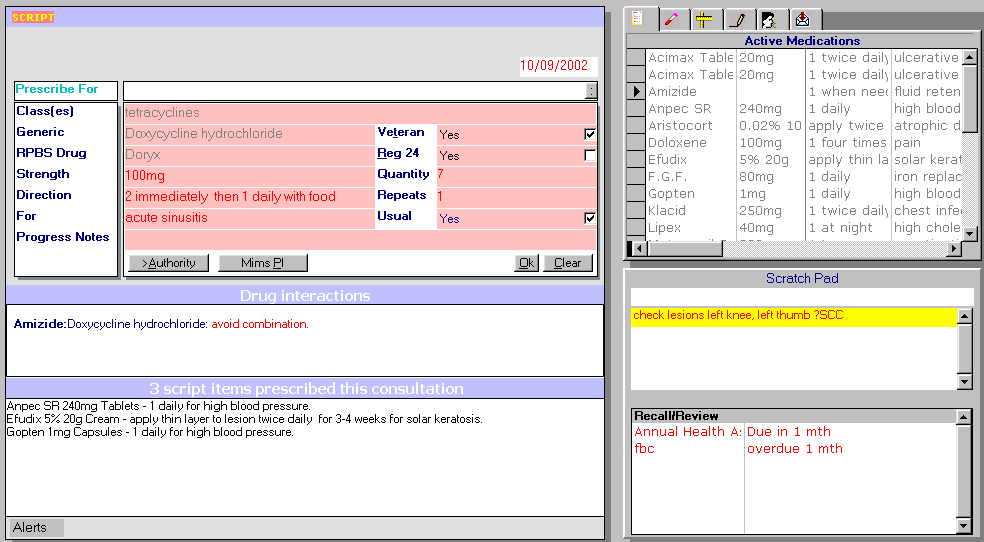 SCRIPT
10/09/2002
Prescribe For
:
Class(es) tetracyclines
Generic Doxycycline hydrochloride Veteran Yes
RPBS Drug Doryx Reg 24 Yes
Strength 100mg Quantity 7
Direction 2 immediately then 1 daily with food Repeats 1
For acute sinusitis Usual Yes
Progress Notes
>Authority Mims PI Ok Clear
Drug interactions
Amizide:Doxycycline hydrochloride: avoid combination.
3 script items prescribed this consultation
Anpec SR 240mg Tablets - 1 daily for high blood pressure.
Efudix 5% 20g Cream - apply thin layer to lesion twice daily for 3-4 weeks for solar keratosis.
Gopten 1mg Capsules - 1 daily for high blood pressure.
Alerts
Active Medications
Acimax Table 20mg 1 twice daily ulcerative
Acimax Table 20mg 1 twice daily ulcerative
Amizide 1 when need fluid reten
Anpec SR 240mg 1 daily high blood
Aristocort 0.02% 10 apply twice atrophic d
Doloxene 100mg 1 four times pain
Efudix 5% 20g apply thin la solar kerat
F.G.F. 80mg 1 daily iron replac
Gopten 1mg 1 daily high blood
Klacid 250mg 1 twice daily chest infe
Lipex 40mg 1 at night high chole
Scratch Pad
check lesions left knee, left thumb ?SCC
Recall/Review
Annual Health A: Due in 1 mth
fbc overdue 1 mth